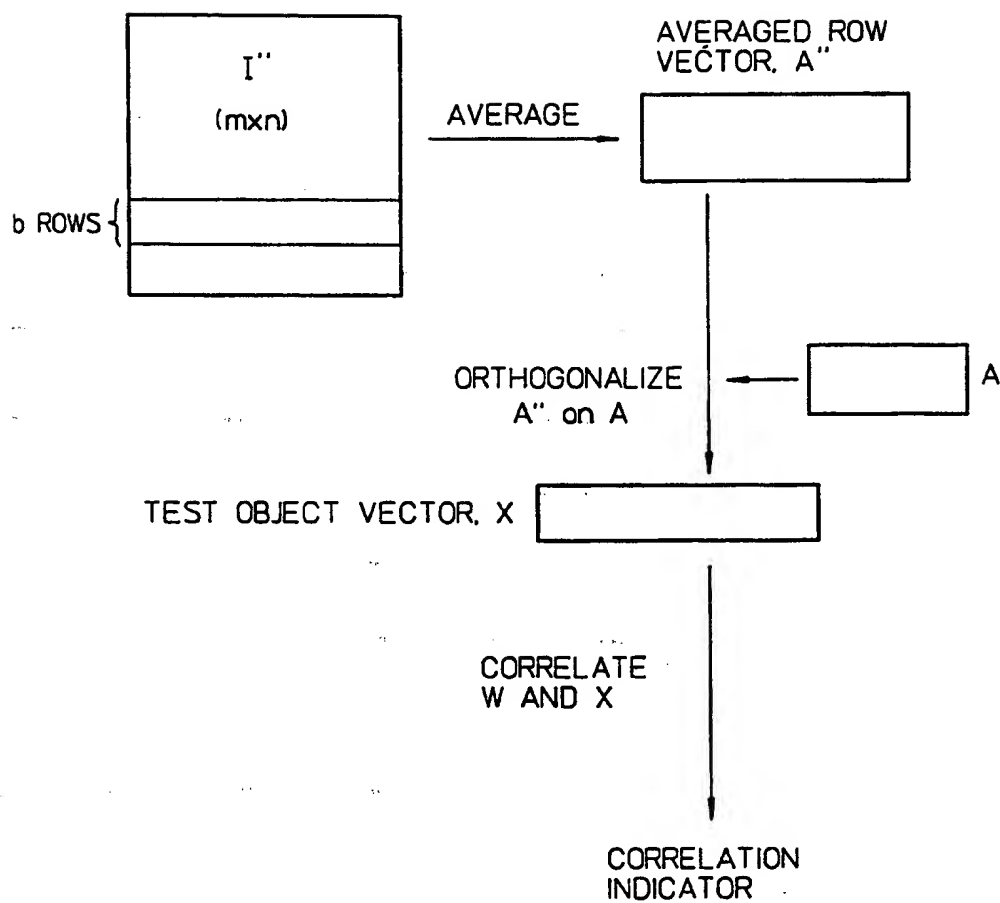 I''
(mxn)
b ROWS {
AVERAGE
AVERAGED ROW
VECTOR, A''
ORTHOGONALIZE
A'' on A
A
TEST OBJECT VECTOR, X
CORRELATE
W AND X
CORRELATION
INDICATOR